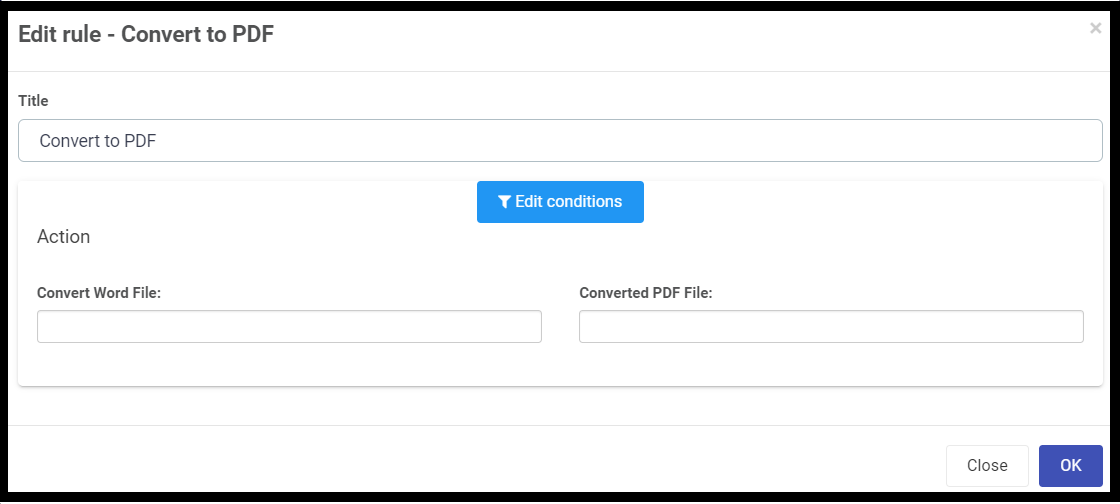 Edit rule - Convert to PDF
×
Title
Convert to PDF
Edit conditions
Action
Convert Word File:
Converted PDF File:
Close
OK